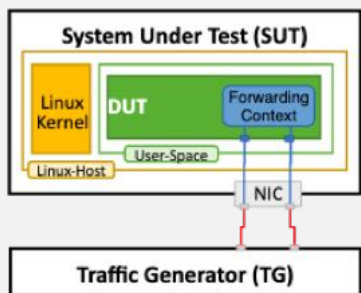 System Under Test (SUT)
Linux
Kernel
DUT
Forwarding
Context
User-Space
Linux-Host
NIC
Traffic Generator (TG)